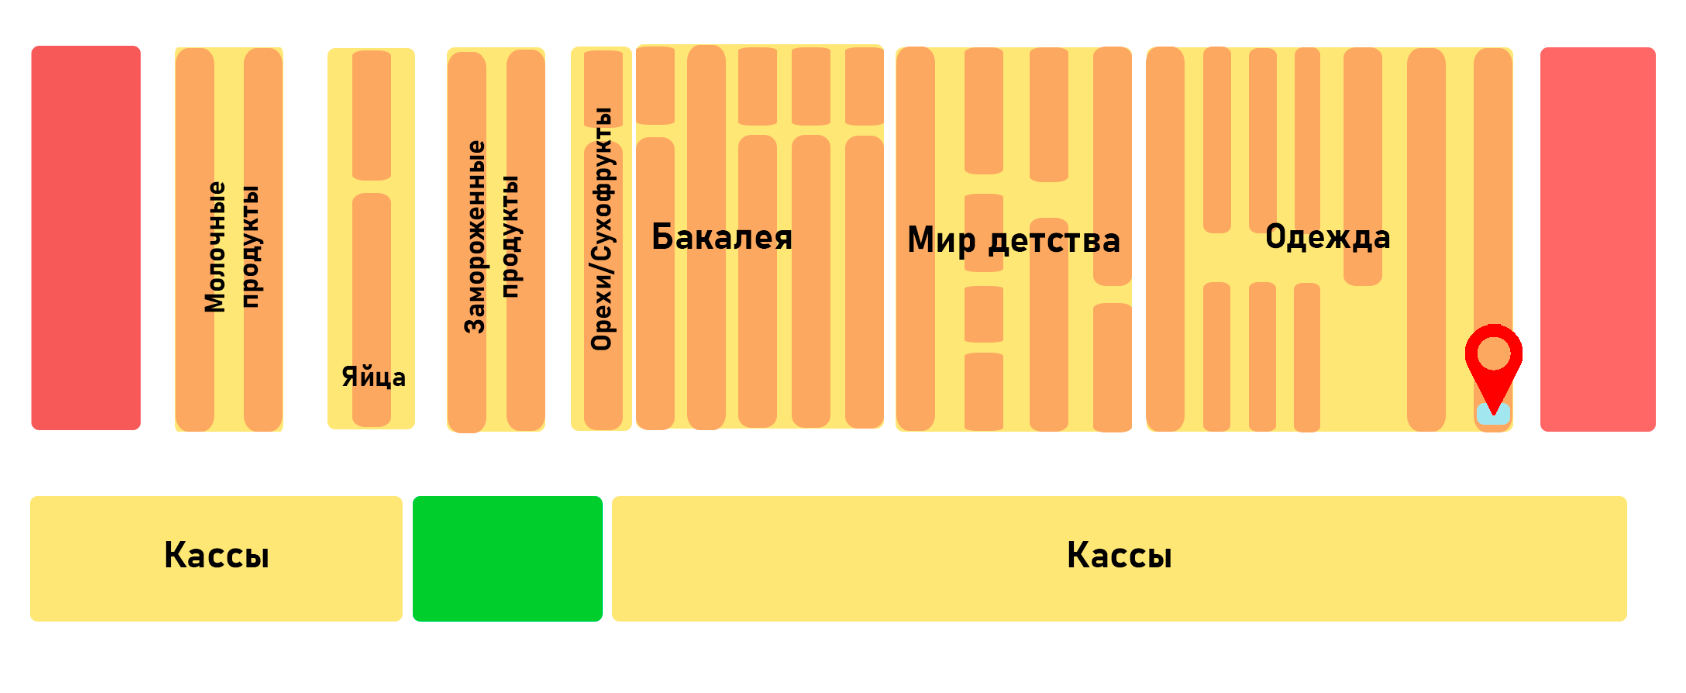 Молочные
продукты
Яйца
Замороженные
продукты
Орехи/Сухофрукты
Бакалея
Мир детства
Одежда
Кассы
Кассы